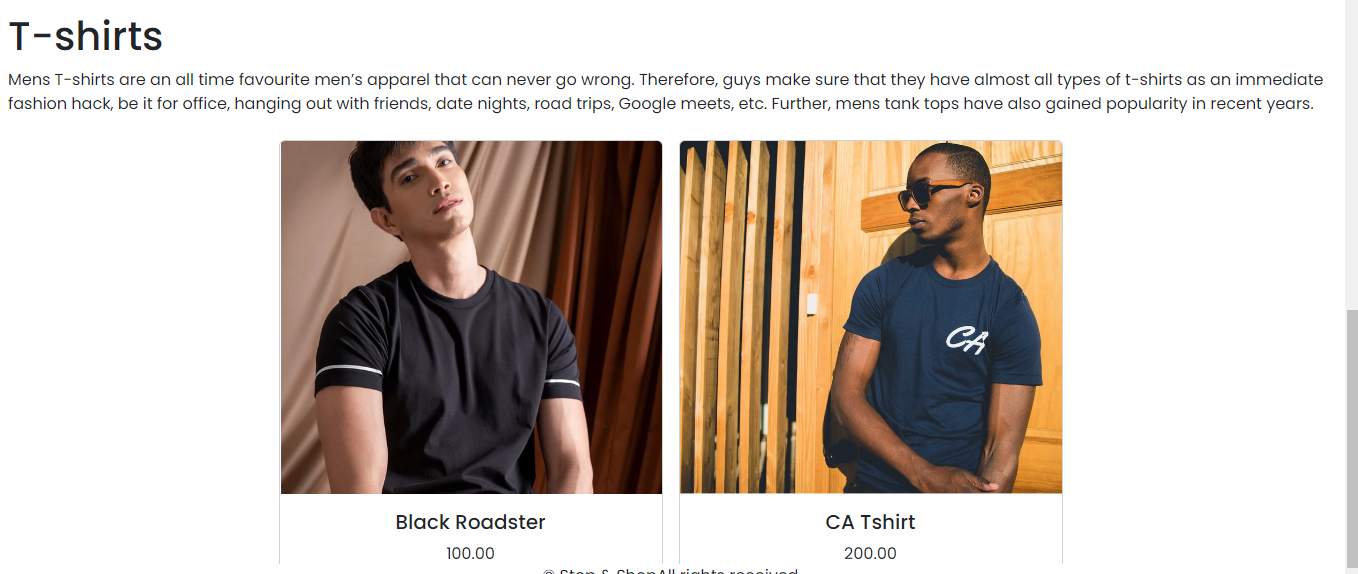 T-shirts
Mens T-shirts are an all time favourite men’s apparel that can never go wrong. Therefore, guys make sure that they have almost all types of t-shirts as an immediate
fashion hack, be it for office, hanging out with friends, date nights, road trips, Google meets, etc. Further, mens tank tops have also gained popularity in recent years.
CA
Black Roadster
CA Tshirt
100.00
200.00